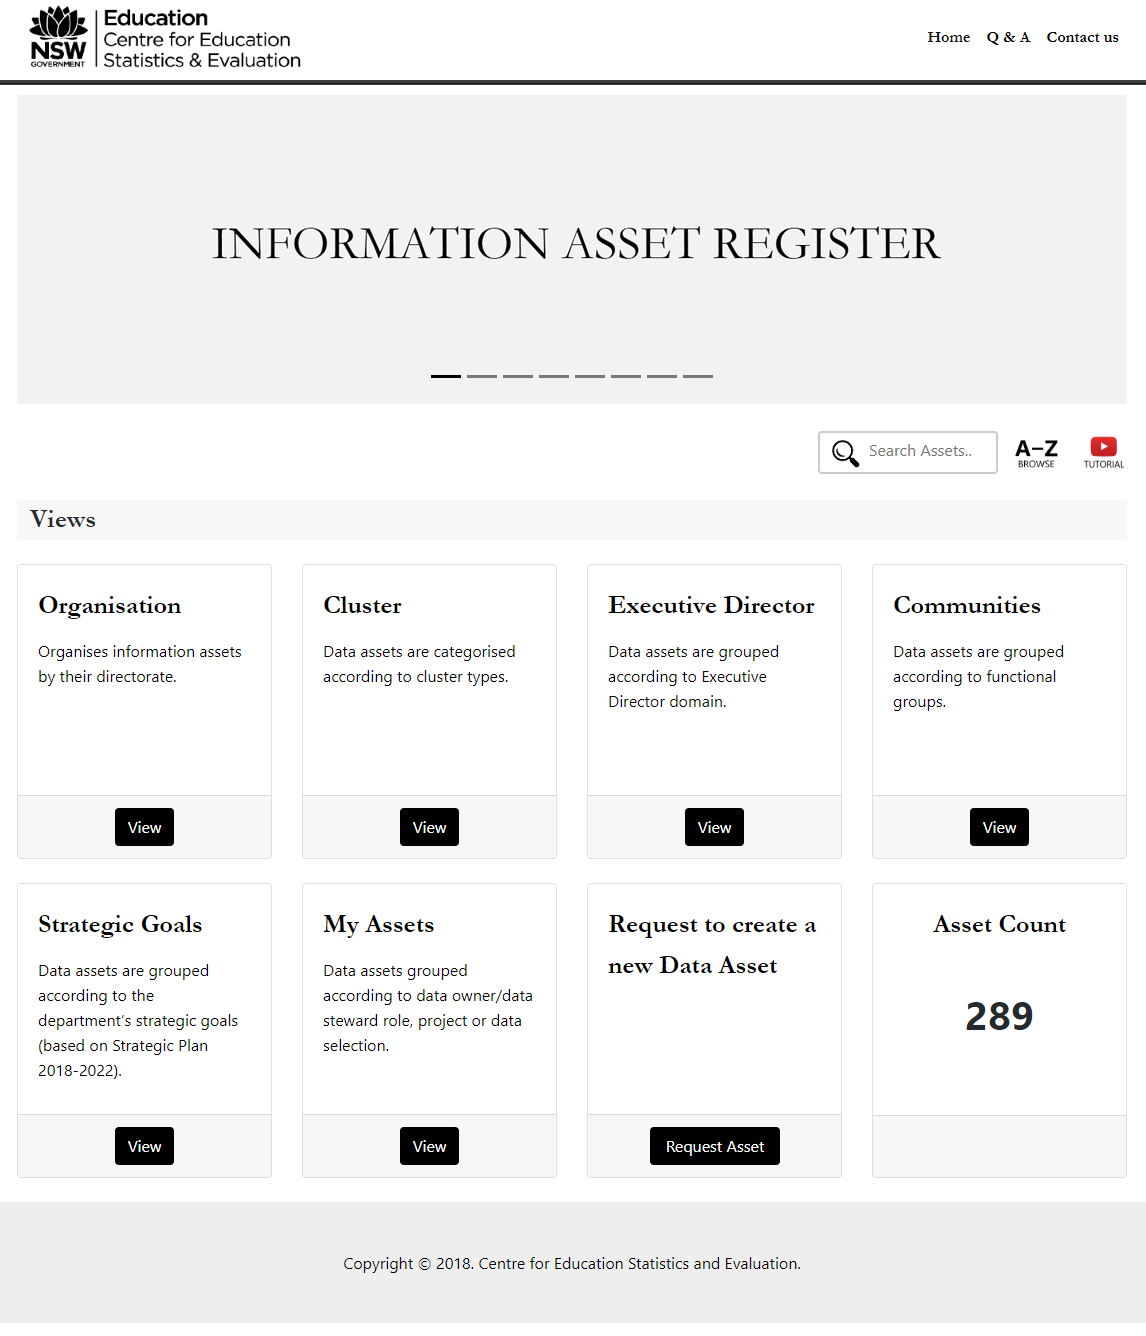 NSW
GOVERNMENT
Education
Centre for Education
Statistics & Evaluation
Home Q & A Contact us
INFORMATION ASSET REGISTER
Search Assets..
A–Z
BROWSE
TUTORIAL
Views
Organisation
Organises information assets
by their directorate.
View
Cluster
Data assets are categorised
according to cluster types.
View
Executive Director
Data assets are grouped
according to Executive
Director domain.
View
Communities
Data assets are grouped
according to functional
groups.
View
Strategic Goals
Data assets are grouped
according to the
department's strategic goals
(based on Strategic Plan
2018-2022).
View
My Assets
Data assets grouped
according to data owner/data
steward role, project or data
selection.
View
Request to create a
new Data Asset
Request Asset
Asset Count
289
Copyright © 2018. Centre for Education Statistics and Evaluation.